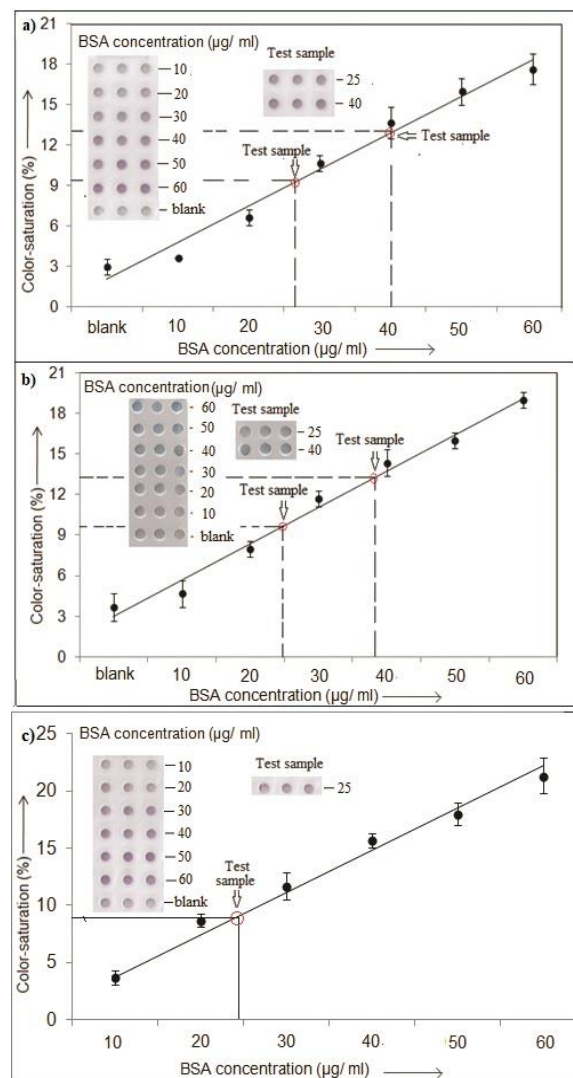 a)
BSA concentration (µg/ ml)
Test sample
10
20
30
40
50
60
blank
25
40
Test sample
Test sample
Color-saturation (%)
21
18
15
12
9
6
3
0
blank 10 20 30 40 50 60
BSA concentration (µg/ ml)
b)
BSA concentration (µg/ ml)
Test sample
60
50
40
30
20
10
blank
25
40
Test sample
Test sample
Color-saturation (%)
21
18
15
12
9
6
3
0
blank 10 20 30 40 50 60
BSA concentration (µg/ ml)
c)
BSA concentration (µg/ ml)
Test sample
10
20
30
40
50
60
blank
25
Test
sample
Color-saturation (%)
25
20
15
10
5
0
10 20 30 40 50 60
BSA concentration (µg/ ml)